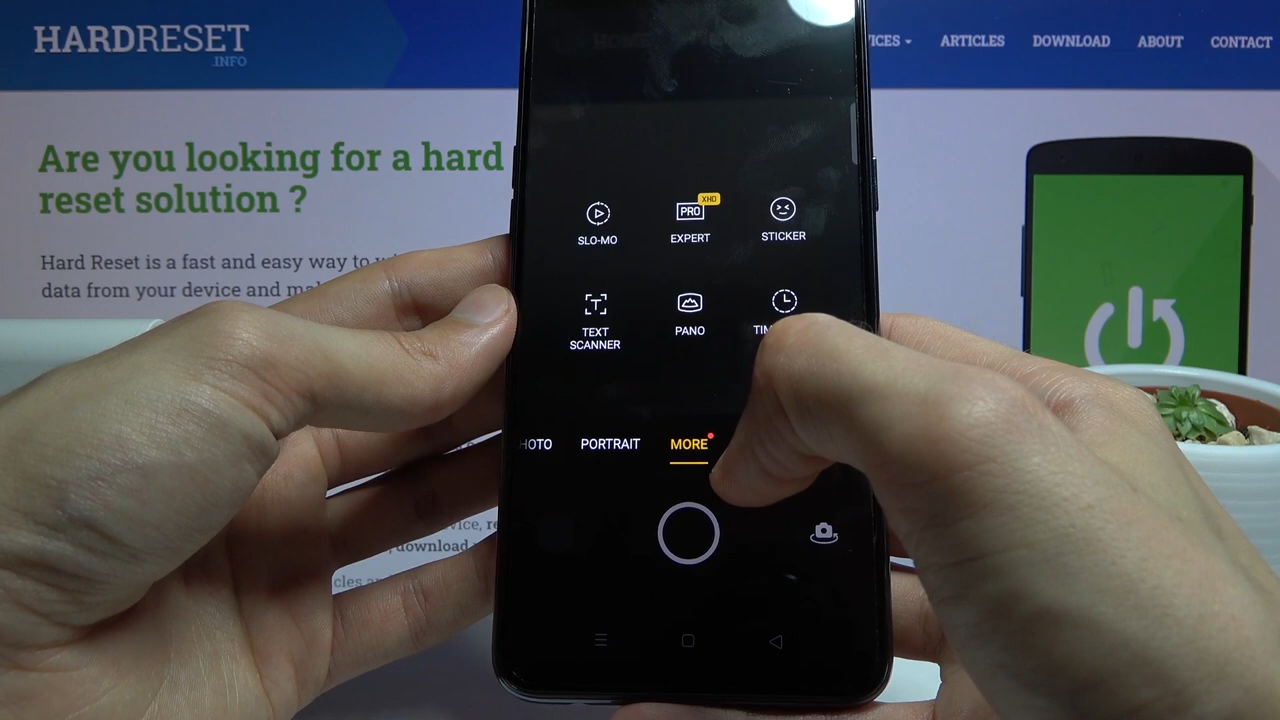 HARDRESET
.INFO
ARTICLES
DOWNLOAD
ABOUT
CONTACT
Are you looking for a hard
reset solution ?
Hard Reset is a fast and easy way to
data from your device and
XHD
PRO
SLO-MO
EXPERT
STICKER
T
TEXT
SCANNER
PANO
PORTRAIT
MORE
download